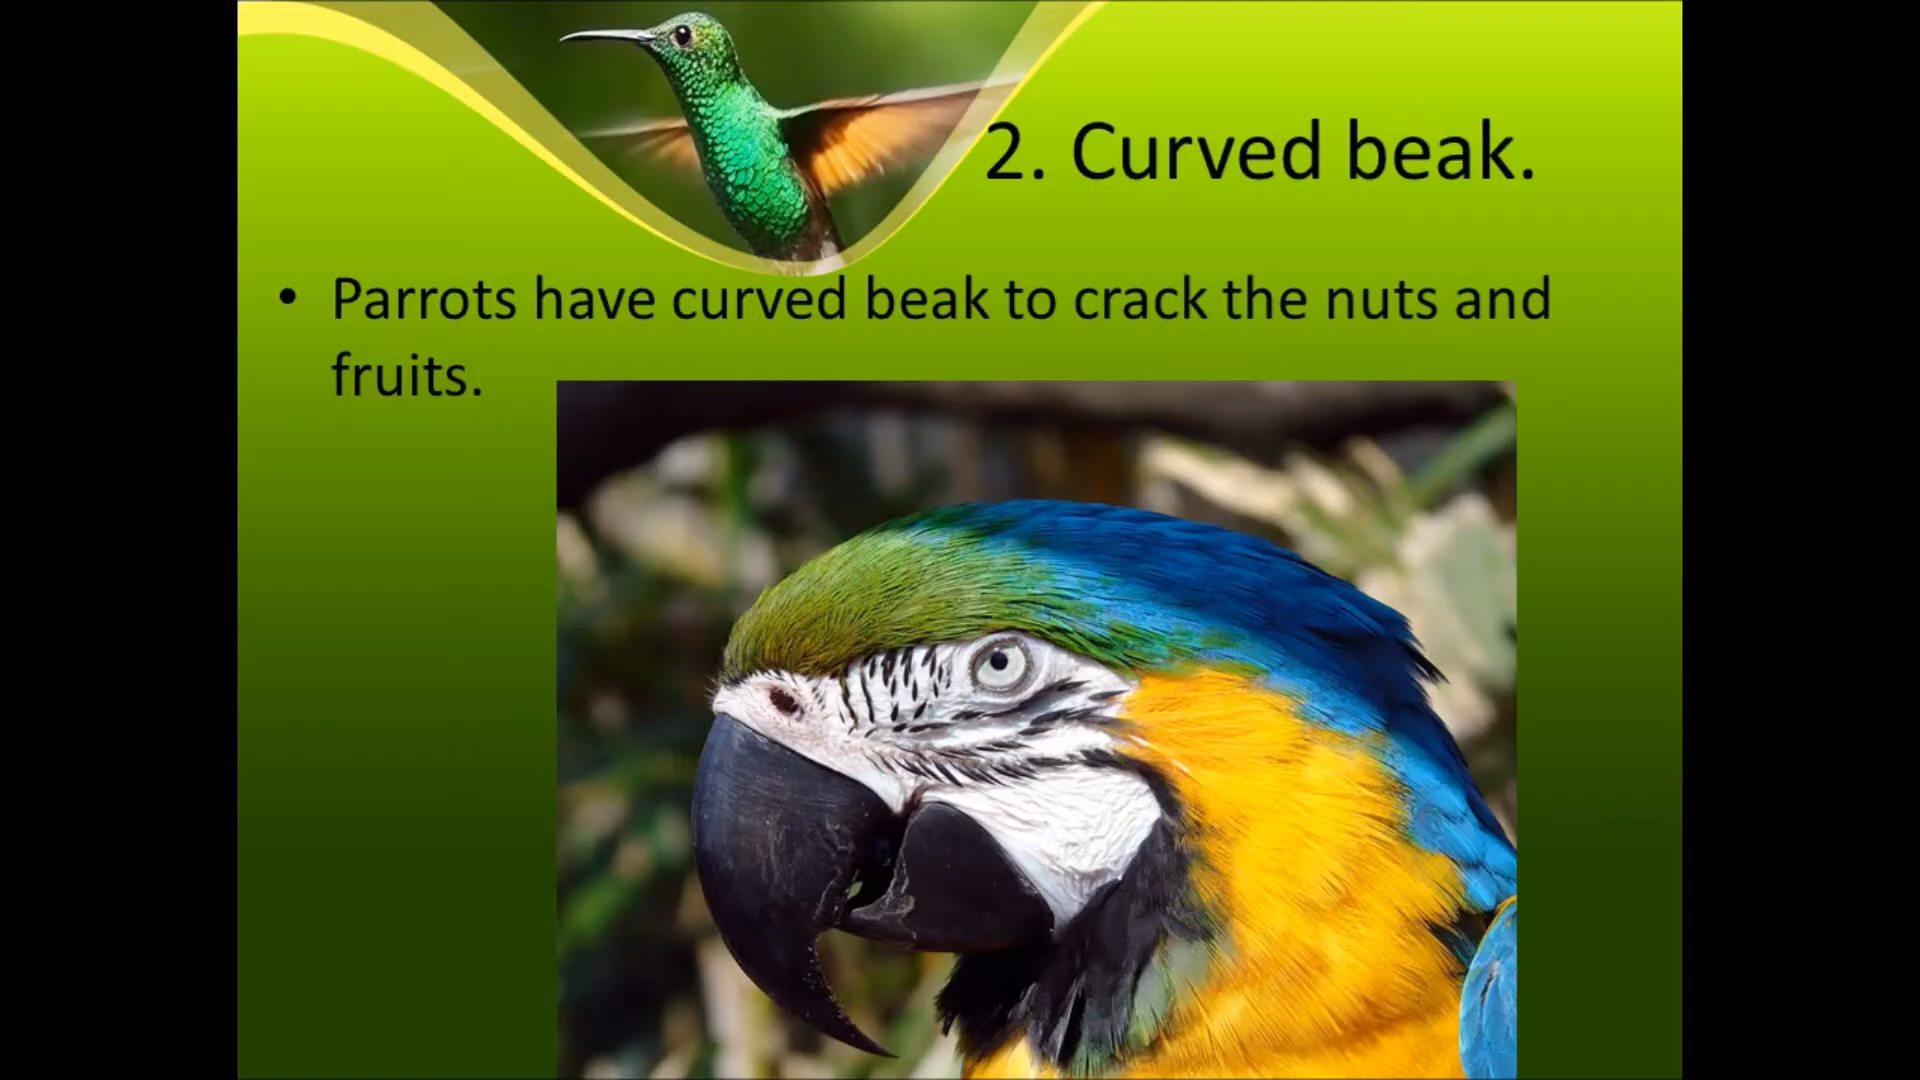 2. Curved beak.
• Parrots have curved beak to crack the nuts and
fruits.